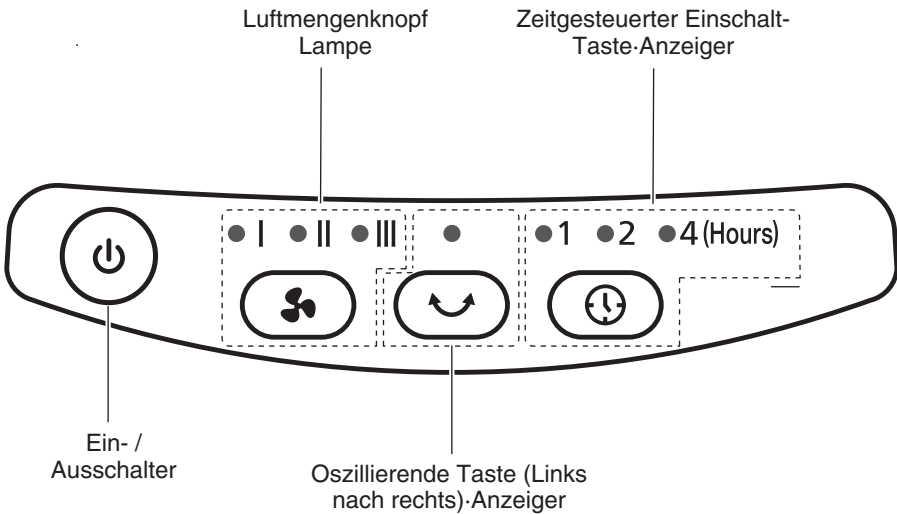 Luftmengenknopf
Lampe
Zeitgesteuerter Einschalt-
Taste·Anzeiger
I II III
1 2 4 (Hours)
Ein- /
Ausschalter
Oszillierende Taste (Links
nach rechts)·Anzeiger